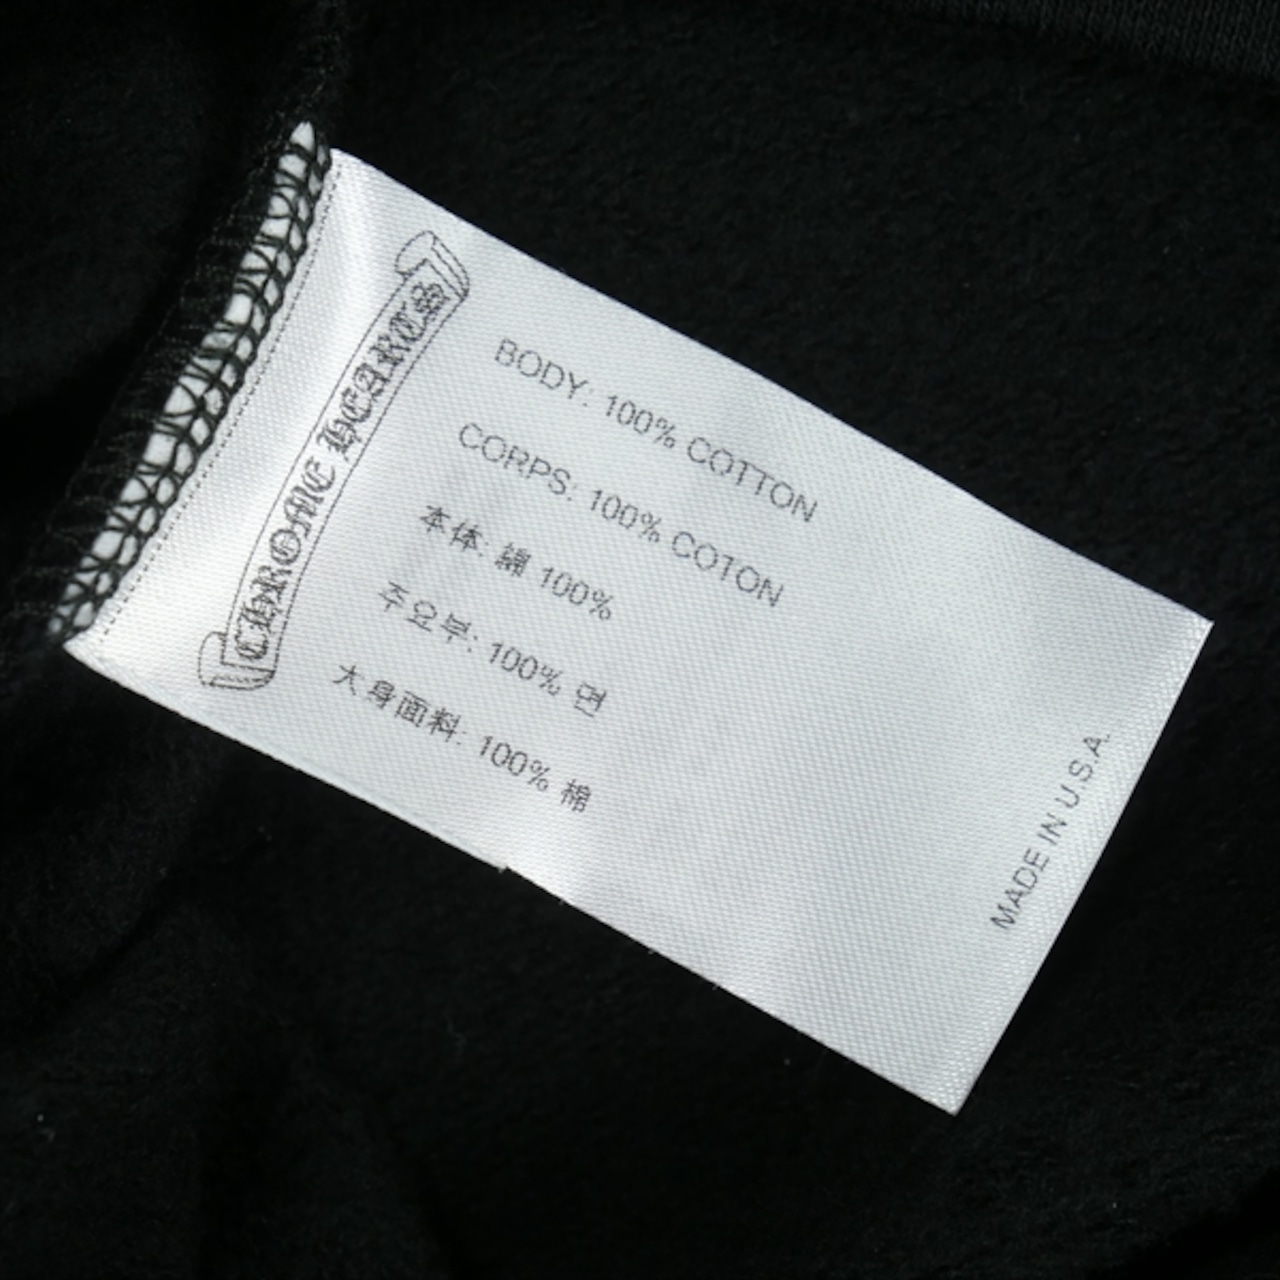 CHROME HEARTS
BODY: 100% COTTON
CORPS: 100% COTON
本体: 綿 100%
주요부: 100% 면
大身面料: 100% 棉
MADE IN U.S.A.